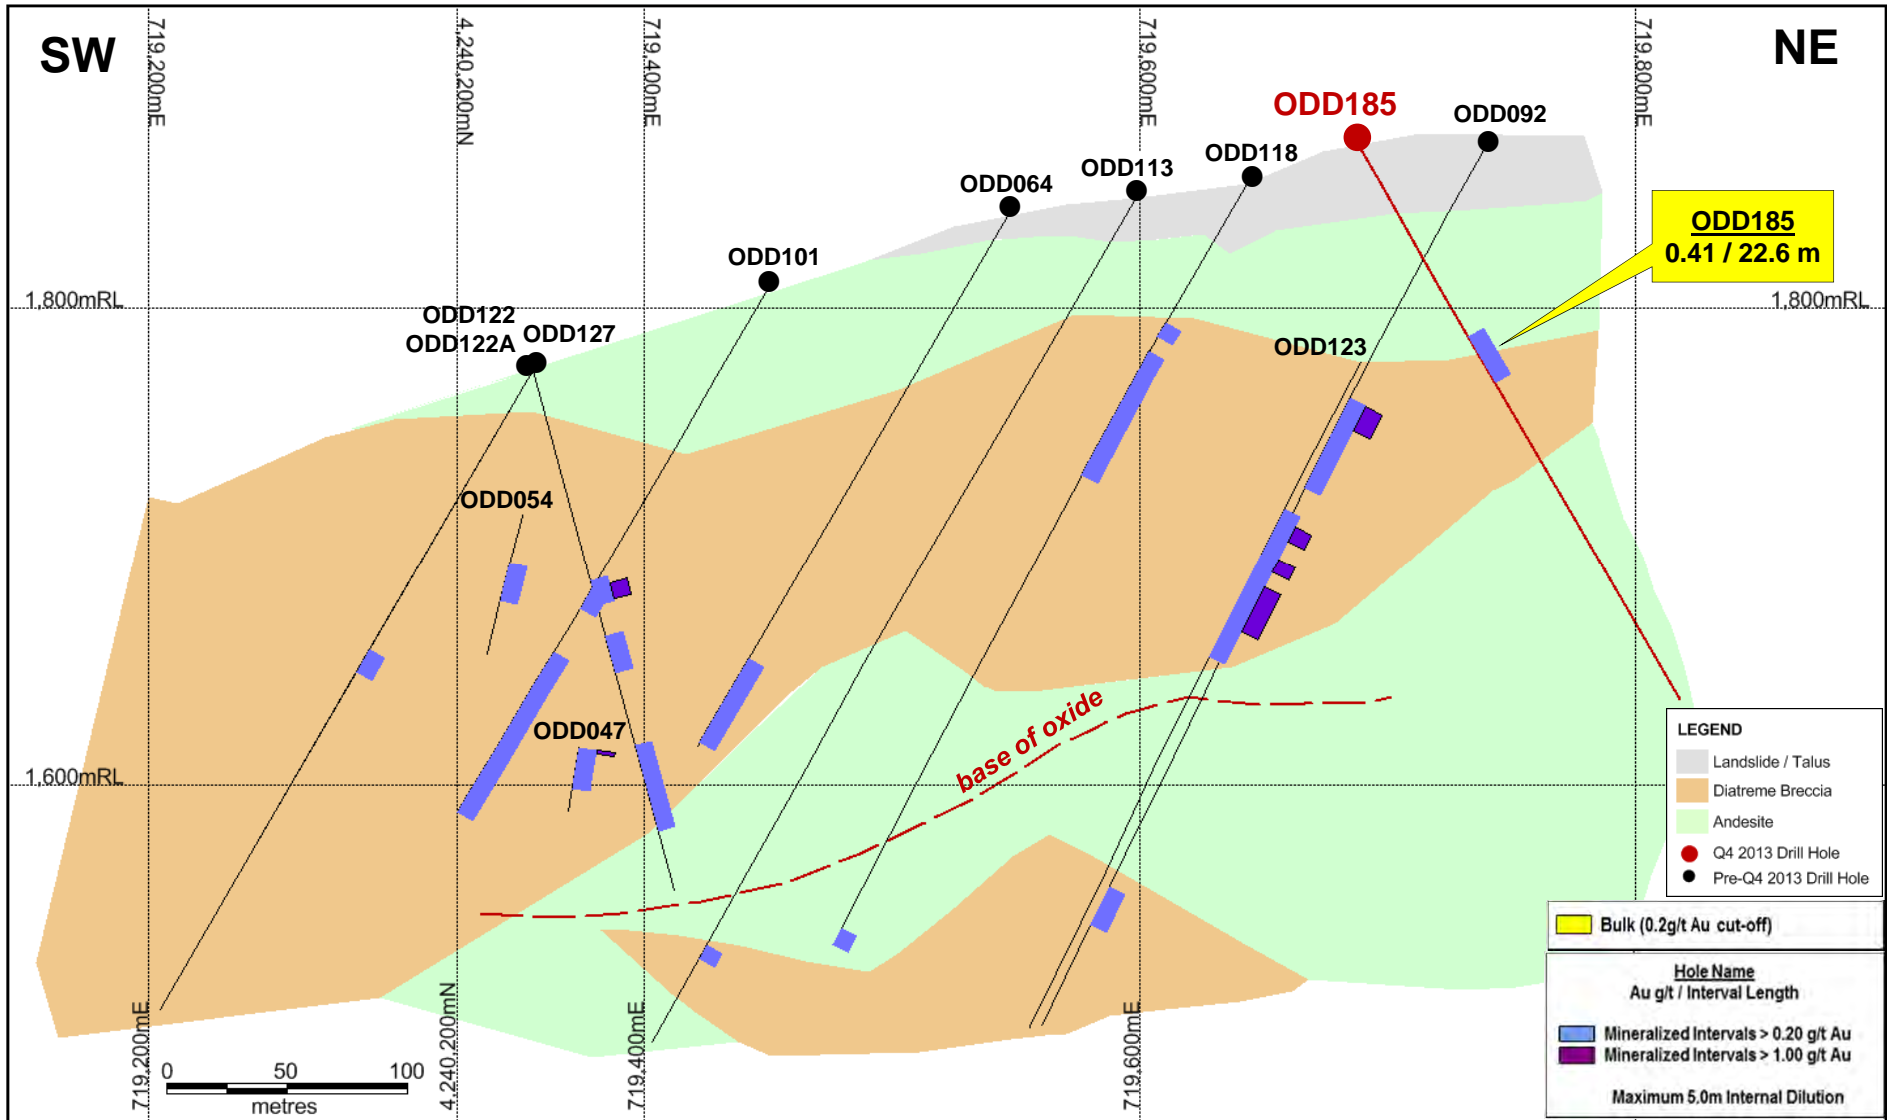 SW
NE
719,200mE
4,240,200mN
719,400mE
719,600mE
719,800mE
ODD185
ODD092
ODD118
ODD113
ODD064
ODD101
ODD185
0.41 / 22.6 m
1,800mRL
1,800mRL
ODD122
ODD122A
ODD127
ODD123
ODD054
ODD047
base of oxide
1,600mRL
LEGEND
Landslide / Talus
Diatreme Breccia
Andesite
Q4 2013 Drill Hole
Pre-Q4 2013 Drill Hole
Bulk (0.2g/t Au cut-off)
Hole Name
Au g/t / Interval Length
Mineralized Intervals > 0.20 g/t Au
Mineralized Intervals > 1.00 g/t Au
Maximum 5.0m Internal Dilution
719,200mE
4,240,200mN
719,400mE
719,600mE
0 50 100
metres